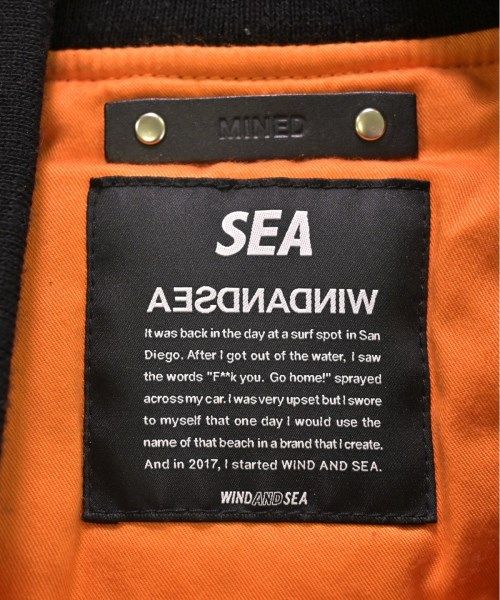 MINED
SEA
WINDANDSEA
It was back in the day at a surf spot in San
Diego. After I got out of the water, I saw
the words "F**k you. Go home!" sprayed
across my car. I was very upset but I swore
to myself that one day I would use the
name of that beach in a brand that I create.
And in 2017, I started WIND AND SEA.
WINDANDSEA